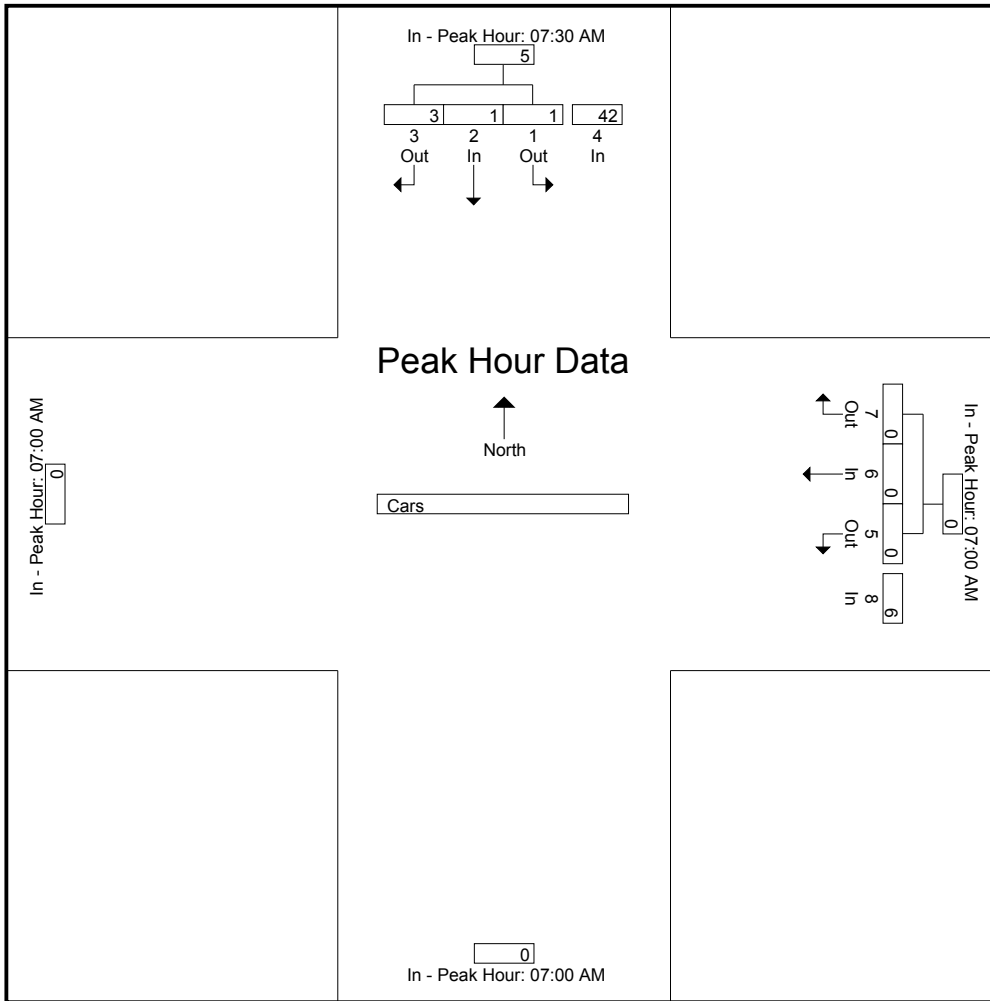 In - Peak Hour: 07:30 AM
5
3 1 1 42
3 2 1 4
Out In Out In
Peak Hour Data
North
Cars
In - Peak Hour: 07:00 AM
0
In - Peak Hour: 07:00 AM
0
0 0 0 6
7 6 5 8
Out In Out In
0
In - Peak Hour: 07:00 AM